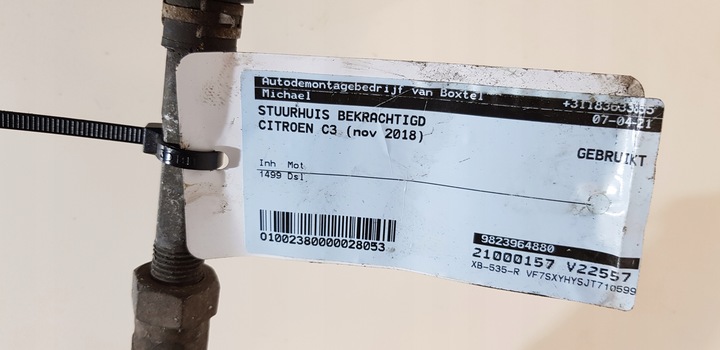 Autodemontagebedrijf van Boxtel
Michael
07-04-21
STUURHUIS BEKRACHTIGD
CITROEN C3 (nov 2018)
GEBRUIKT
Inh Mot
1499 Dsl
01002380000028053
9823964880
21000157 V22557
XB-535-R VF7SXYHYSJT710599